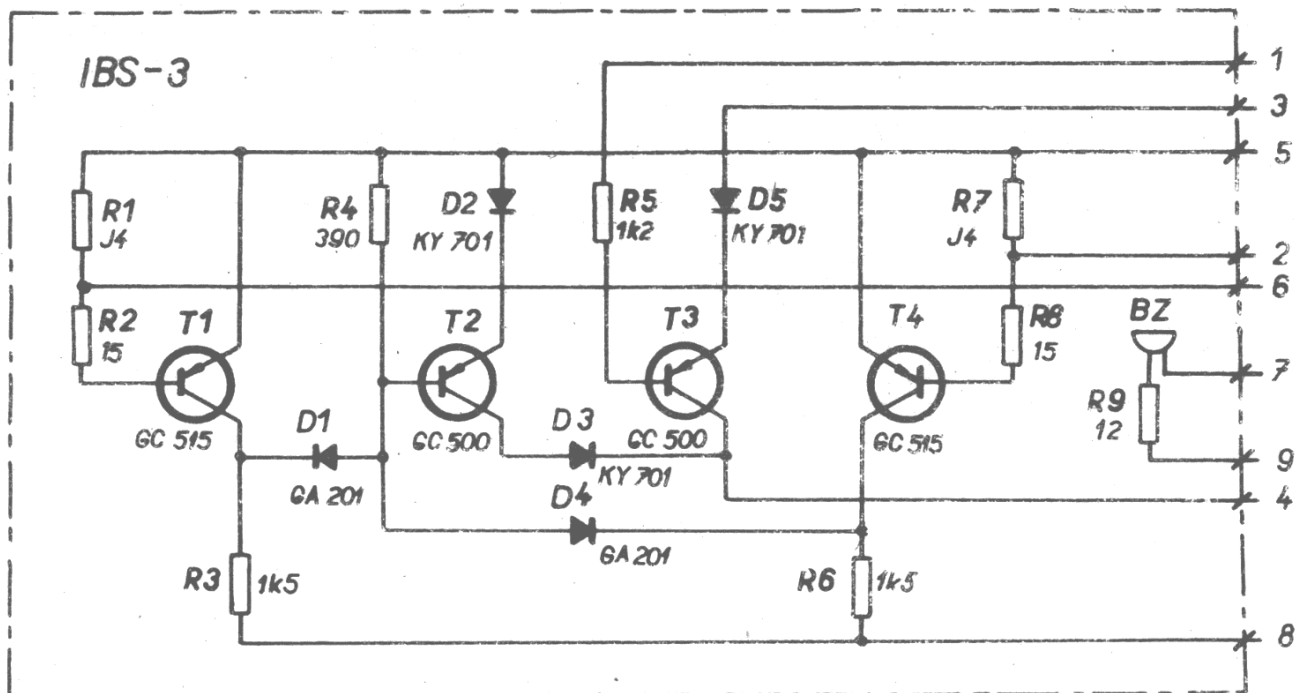 IBS-3
1
3
5
2
6
7
9
4
8
R1
J4
R2
15
T1
GC 515
R4
390
D2
KY 701
R5
1k2
D5
KY 701
R7
J4
T2
GC 500
T3
GC 500
T4
GC 515
R8
15
BZ
R9
12
D1
GA 201
D3
KY 701
D4
GA 201
R3
1k5
R6
1k5